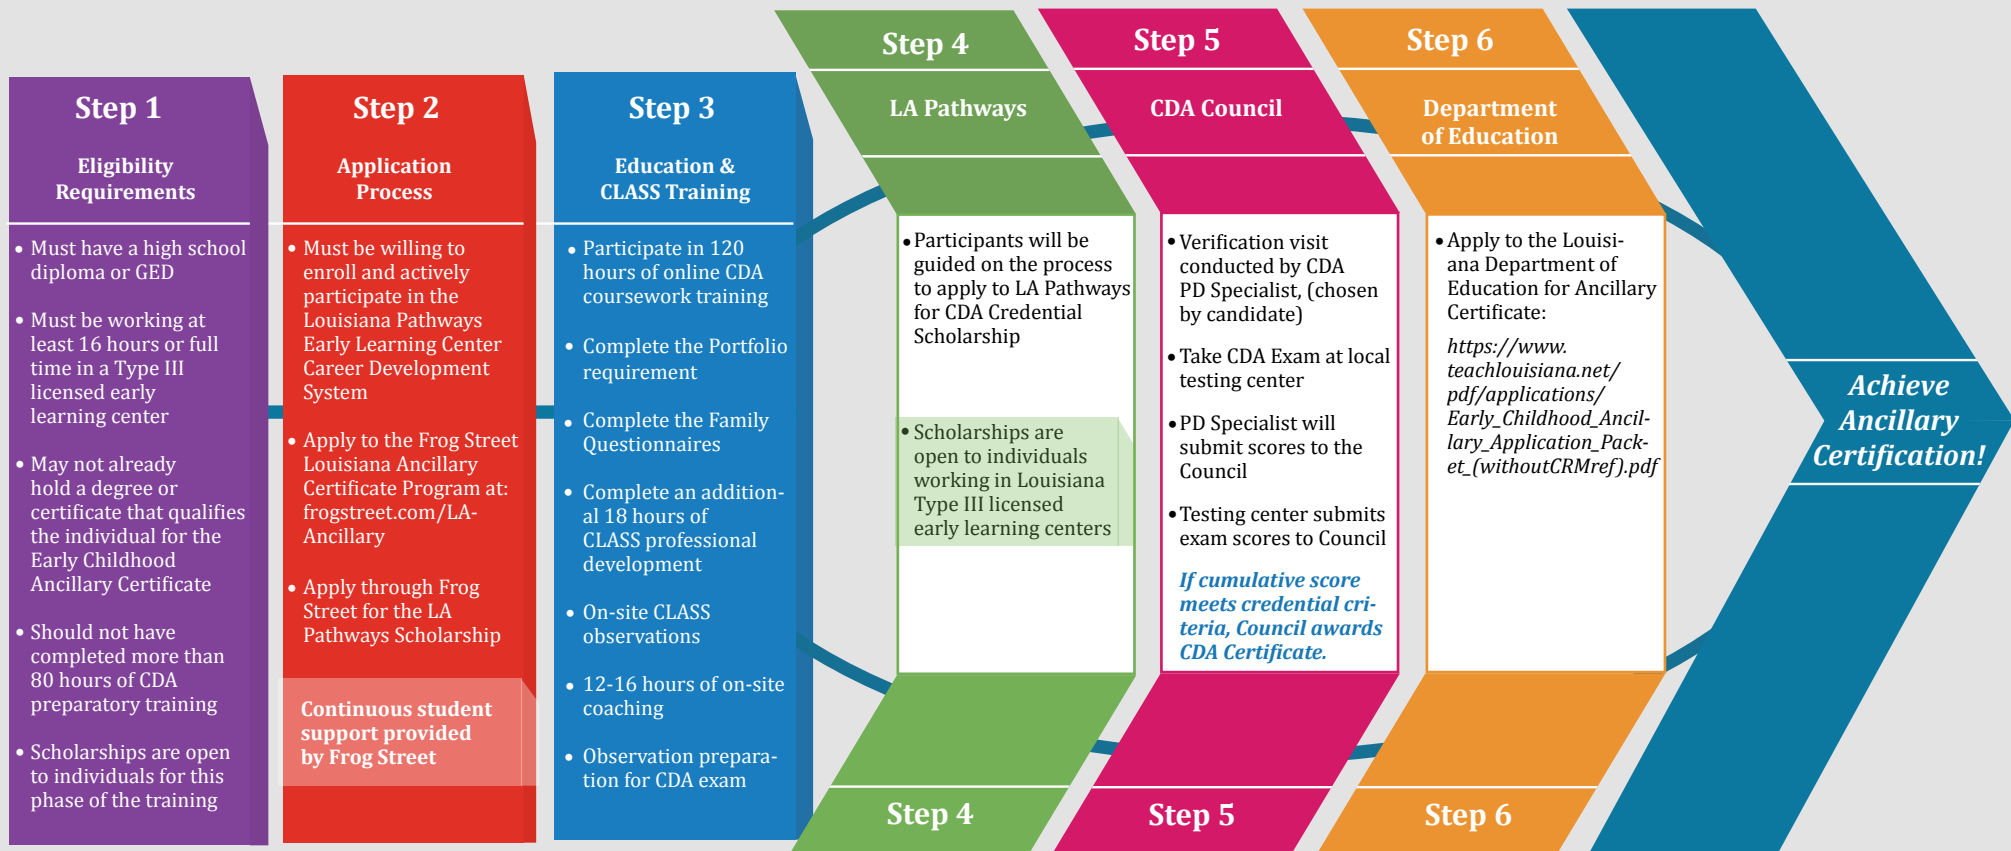 Step 1
Eligibility
Requirements
• Must have a high school
diploma or GED
• Must be working at
least 16 hours or full
time in a Type III
licensed early
learning center
• May not already
hold a degree or
certificate that qualifies
the individual for the
Early Childhood
Ancillary Certificate
• Should not have
completed more than
80 hours of CDA
preparatory training
• Scholarships are open
to individuals for this
phase of the training
Step 2
Application
Process
• Must be willing to
enroll and actively
participate in the
Louisiana Pathways
Early Learning Center
Career Development
System
• Apply to the Frog Street
Louisiana Ancillary
Certificate Program at:
frogstreet.com/LA-
Ancillary
• Apply through Frog
Street for the LA
Pathways Scholarship
Continuous student
support provided
by Frog Street
Step 3
Education &
CLASS Training
• Participate in 120
hours of online CDA
coursework training
• Complete the Portfolio
requirement
• Complete the Family
Questionnaires
• Complete an addition-
al 18 hours of
CLASS professional
development
• On-site CLASS
observations
• 12-16 hours of on-site
coaching
• Observation prepara-
tion for CDA exam
Step 4
LA Pathways
• Participants will be
guided on the process
to apply to LA Pathways
for CDA Credential
Scholarship
• Scholarships are
open to individuals
working in Louisiana
Type III licensed
early learning centers
Step 4
Step 5
CDA Council
• Verification visit
conducted by CDA
PD Specialist, (chosen
by candidate)
• Take CDA Exam at local
testing center
• PD Specialist will
submit scores to the
Council
• Testing center submits
exam scores to Council
If cumulative score
meets credential cri-
teria, Council awards
CDA Certificate.
Step 5
Step 6
Department
of Education
• Apply to the Louisi-
ana Department of
Education for Ancillary
Certificate:
https://www.
teachlouisiana.net/
pdf/applications/
Early_Childhood_Ancil-
lary_Application_Pack-
et_(withoutCRMref).pdf
Step 6
Achieve
Ancillary
Certification!